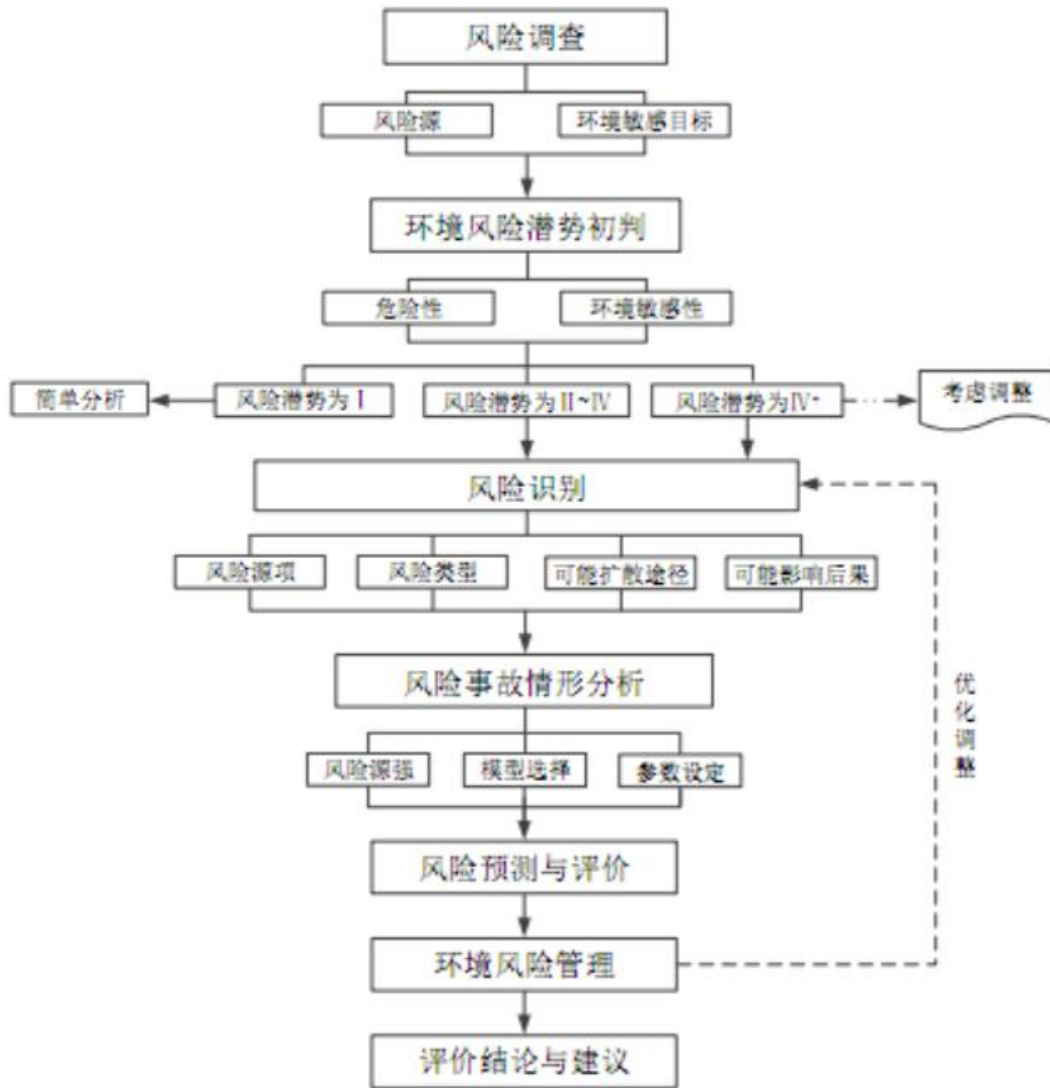 风险调查
风险源
环境敏感目标
环境风险潜势初判
危险性
环境敏感性
简单分析
风险潜势为Ⅰ
风险潜势为Ⅱ~Ⅳ
风险潜势为Ⅳ+
考虑调整
风险识别
风险源项
风险类型
可能扩散途径
可能影响后果
风险事故情形分析
风险源强
模型选择
参数设定
优化调整
风险预测与评价
环境风险管理
评价结论与建议